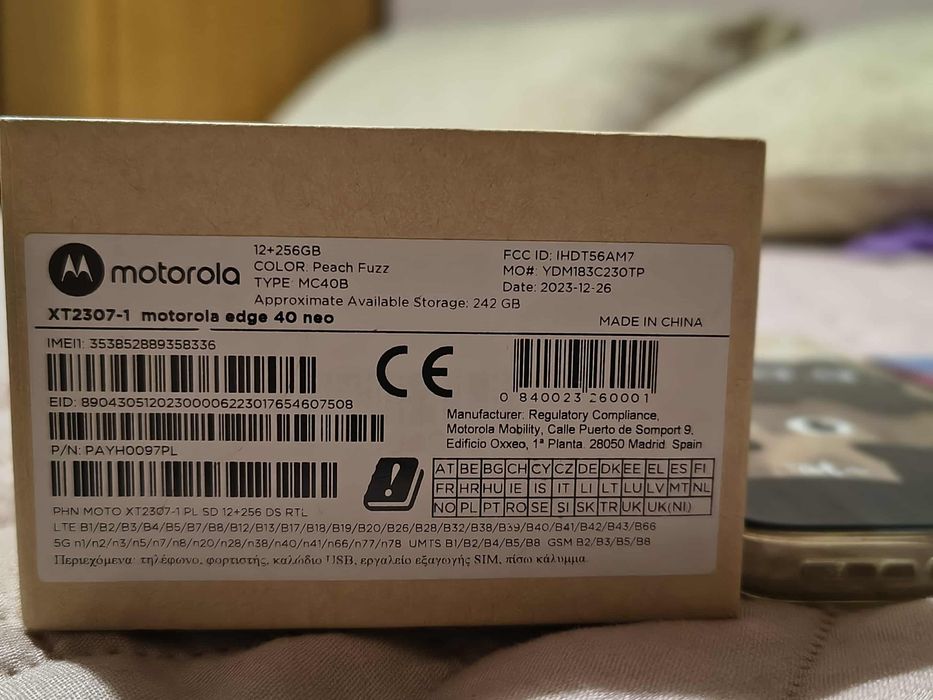 motorola
12+256GB
COLOR: Peach Fuzz
TYPE: MC40B
Approximate Available Storage: 242 GB
FCC ID: IHDT56AM7
MO#: YDM183C230TP
Date: 2023-12-26
XT2307-1 motorola edge 40 neo
MADE IN CHINA
IMEI1: 353852889358336
EID: 89043051202300006223017654607508
P/N: PAYH0097PL
CE
0 840023 260001
Manufacturer: Regulatory Compliance,
Motorola Mobility, Calle Puerto de Somport 9,
Edificio Oxxeo, 1ª Planta. 28050 Madrid. Spain
AT BE BG CH CY CZ DE DK EE EL ES FI
FR HR HU IE IS IT LI LT LU LV MT NL
NO PL PT RO SE SI SK TR UK UK(NI)
PHN MOTO XT2307-1 PL SD 12+256 DS RTL
LTE B1/B2/B3/B4/B5/B7/B8/B12/B13/B17/B18/B19/B20/B26/B28/B32/B38/B39/B40/B41/B42/B43/B66
5G n1/n2/n3/n5/n7/n8/n20/n28/n38/n40/n41/n66/n77/n78 UMTS B1/B2/B4/B5/B8 GSM B2/B3/B5/B8
Περιεχόμενα: τηλέφωνο, φορτιστής, καλώδιο USB, εργαλείο εξαγωγής SIM, πίσω κάλυμμα